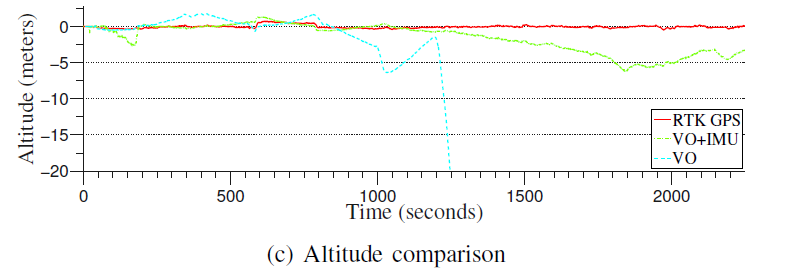 Altitude (meters)
0
−5
−10
−15
−20
RTK GPS
VO+IMU
VO
0 500 1000 1500 2000
Time (seconds)
(c) Altitude comparison